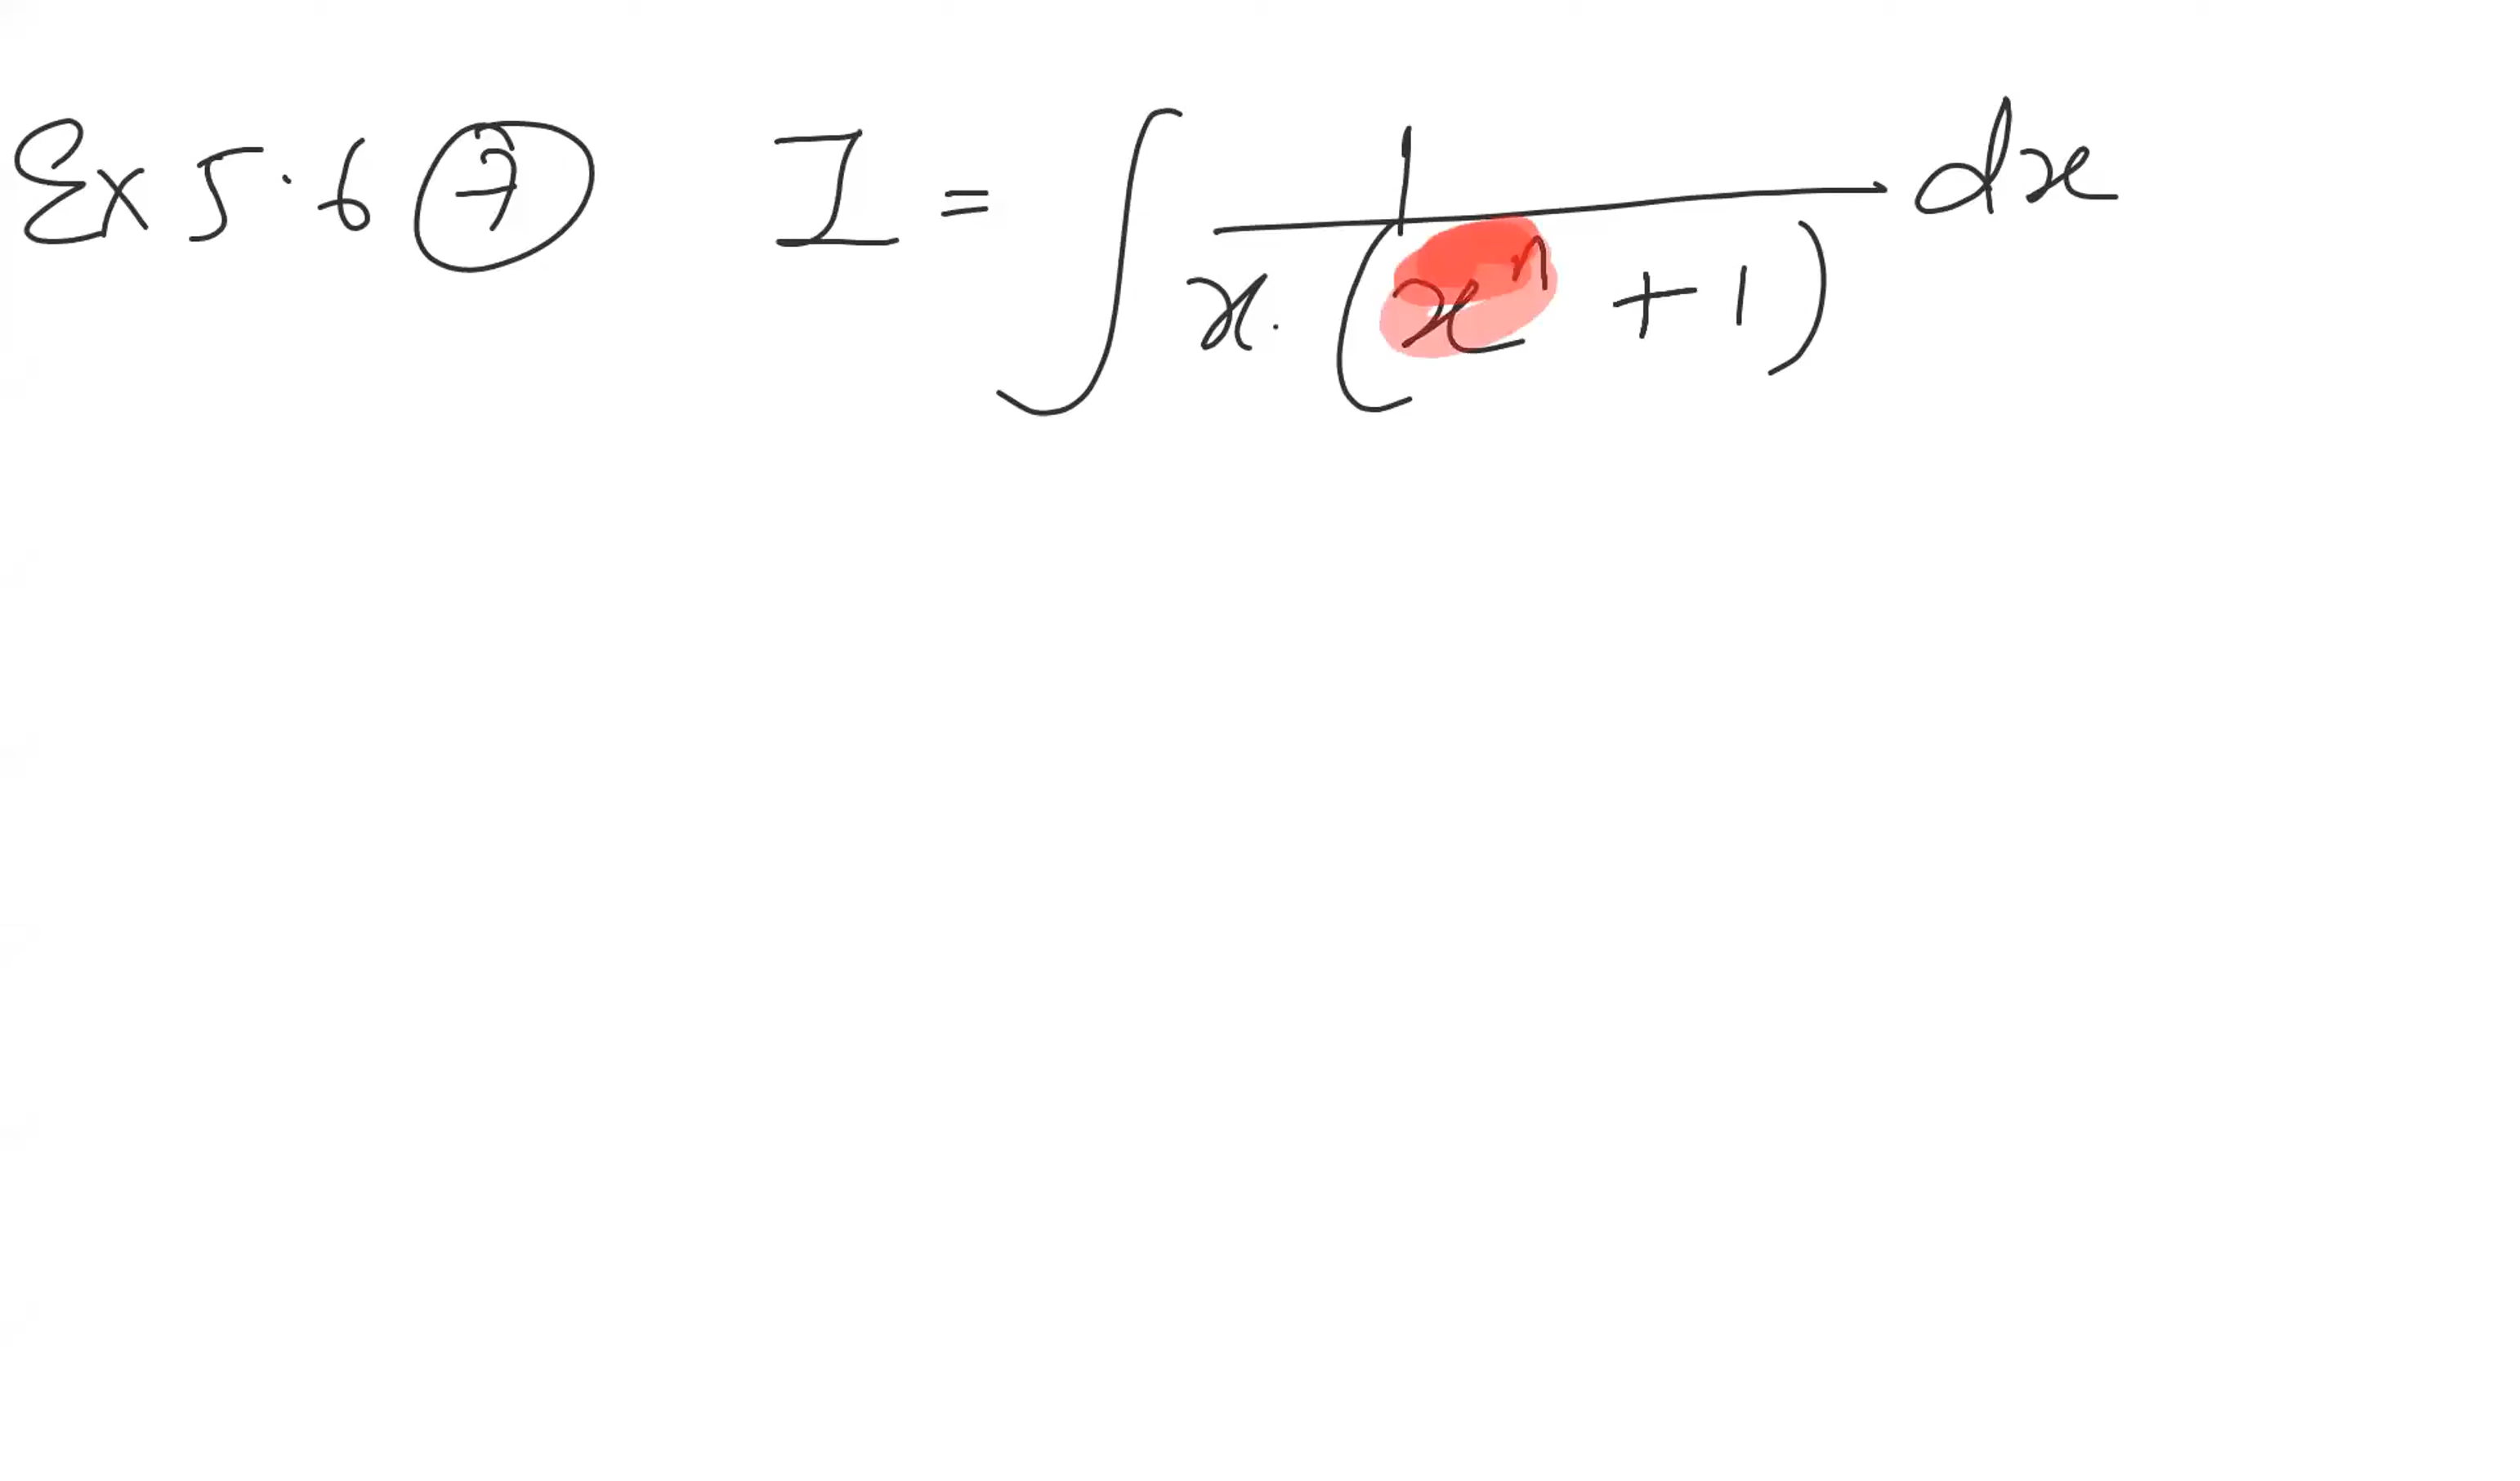 Ex 5.6 (7) I = ∫ 1 / x.(xⁿ + 1) dx